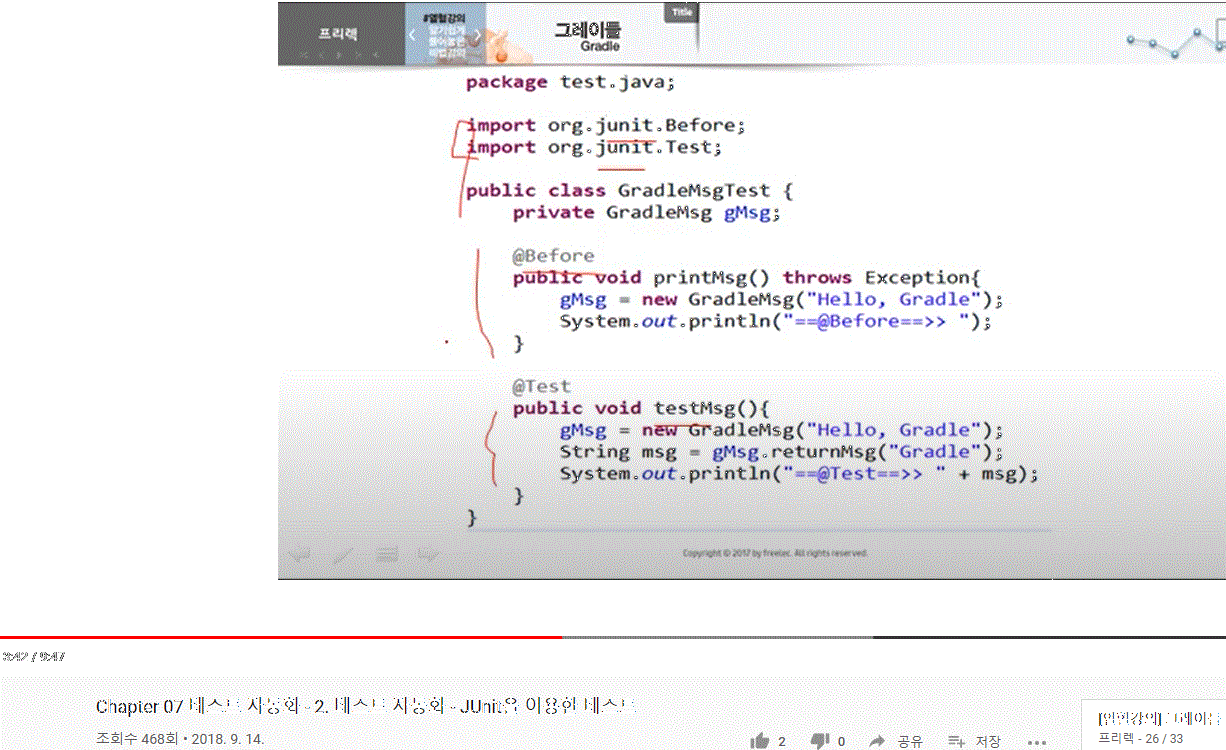 프리렉
#열혈강의
Title
그레이들
Gradle
package test.java;
import org.junit.Before;
import org.junit.Test;
public class GradleMsgTest {
private GradleMsg gMsg;
@Before
public void printMsg() throws Exception{
gMsg = new GradleMsg("Hello, Gradle");
System.out.println("==@Before==>> ");
}
@Test
public void testMsg(){
gMsg = new GradleMsg("Hello, Gradle");
String msg = gMsg.returnMsg("Gradle");
System.out.println("==@Test==>> " + msg);
}
}
Copyright © 2017 by freelec. All rights reserved.
3:42 / 9:47
Chapter 07 테스트 자동화 - 2. 테스트 자동화 - JUnit을 이용한 테스트
조회수 468회 • 2018. 9. 14.
2
0
공유
저장
[열혈강의] 그레이들
프리렉 - 26 / 33